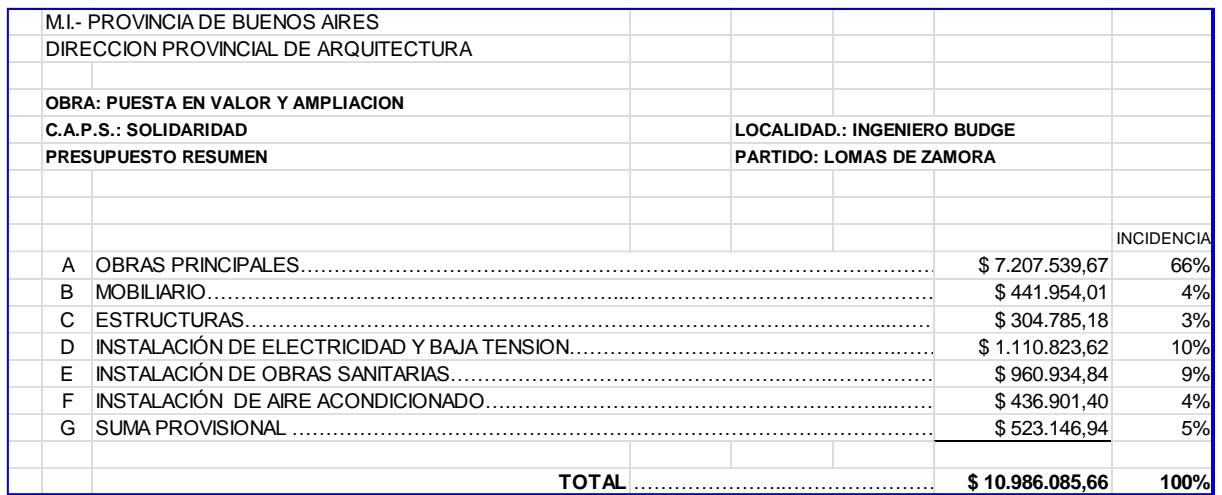 M.I.- PROVINCIA DE BUENOS AIRES
DIRECCION PROVINCIAL DE ARQUITECTURA
OBRA: PUESTA EN VALOR Y AMPLIACION
C.A.P.S.: SOLIDARIDAD LOCALIDAD.: INGENIERO BUDGE
PRESUPUESTO RESUMEN PARTIDO: LOMAS DE ZAMORA
INCIDENCIA
A OBRAS PRINCIPALES…………………………………………………………………………………… $ 7.207.539,67 66%
B MOBILIARIO…………………………………………...……………………………………………… $ 441.954,01 4%
C ESTRUCTURAS…………………………………………………………………………...…… $ 304.785,18 3%
D INSTALACIÓN DE ELECTRICIDAD Y BAJA TENSION……………………………...……… $ 1.110.823,62 10%
E INSTALACIÓN DE OBRAS SANITARIAS……………………………………………………… $ 960.934,84 9%
F INSTALACIÓN DE AIRE ACONDICIONADO…………………………………………...…… $ 436.901,40 4%
G SUMA PROVISIONAL ………………………………………………………………………………… $ 523.146,94 5%
TOTAL ……………………………………… $ 10.986.085,66 100%